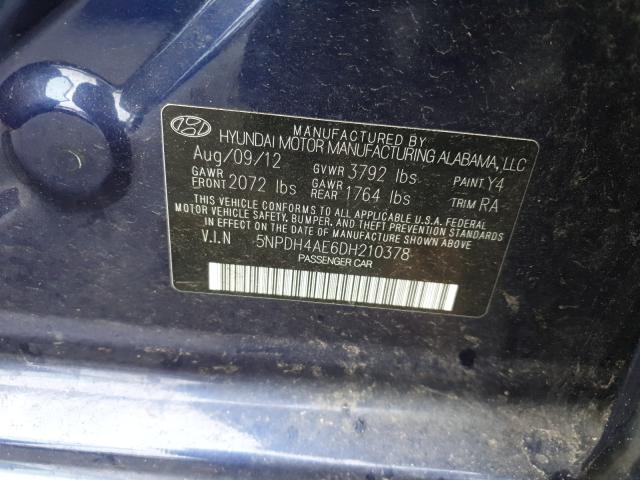 MANUFACTURED BY
HYUNDAI MOTOR MANUFACTURING ALABAMA, LLC
Aug/09/12 GVWR 3792 lbs PAINT Y4
GAWR FRONT 2072 lbs GAWR REAR 1764 lbs TRIM RA
THIS VEHICLE CONFORMS TO ALL APPLICABLE U.S.A. FEDERAL
MOTOR VEHICLE SAFETY, BUMPER, AND THEFT PREVENTION STANDARDS
IN EFFECT ON THE DATE OF MANUFACTURE SHOWN ABOVE.
V.I.N 5NPDH4AE6DH210378
PASSENGER CAR